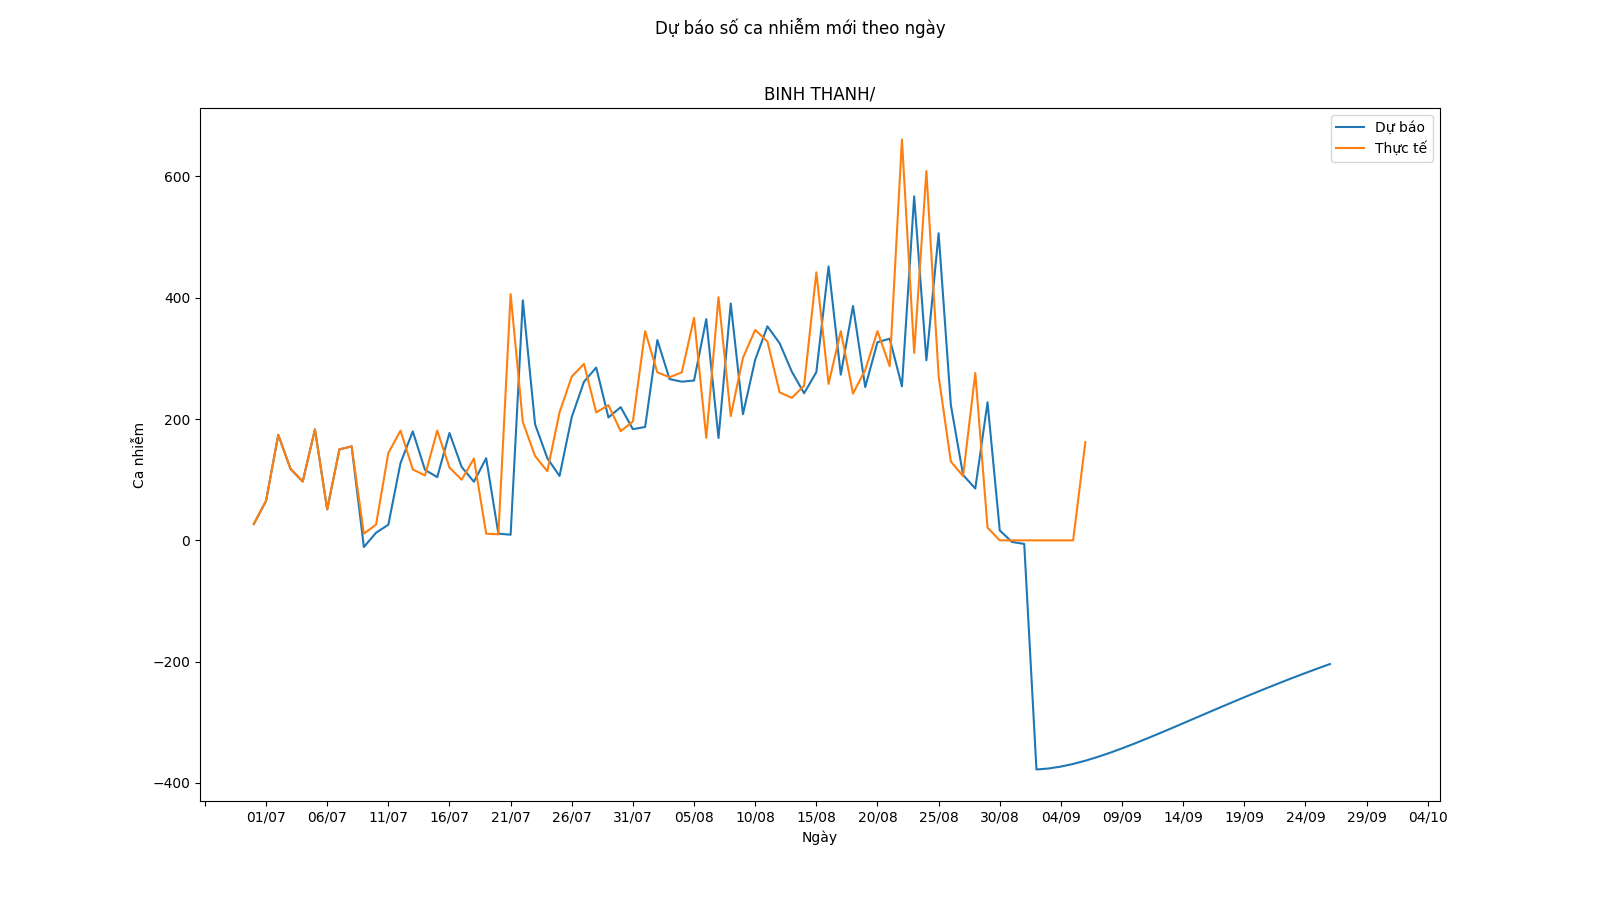 Dự báo số ca nhiễm mới theo ngày
BINH THANH/
Dự báo
Thực tế
600
400
200
0
−200
−400
Ca nhiễm
01/07 06/07 11/07 16/07 21/07 26/07 31/07 05/08 10/08 15/08 20/08 25/08 30/08 04/09 09/09 14/09 19/09 24/09 29/09 04/10
Ngày